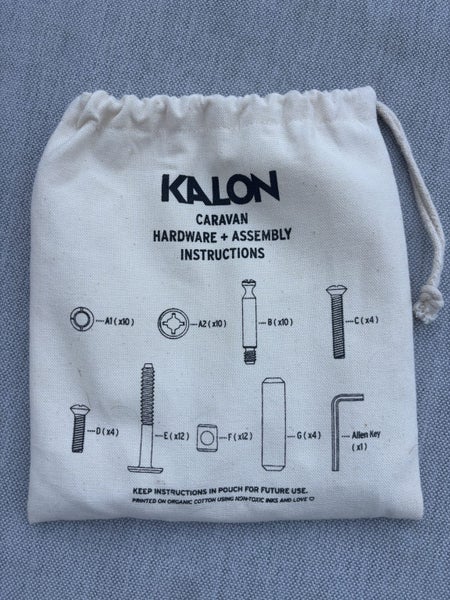 KALON
CARAVAN
HARDWARE + ASSEMBLY
INSTRUCTIONS
A1 (x10)
A2 (x10)
B (x10)
C (x4)
D (x4)
E (x12)
F (x12)
G (x4)
Allen Key
(x1)
KEEP INSTRUCTIONS IN POUCH FOR FUTURE USE.
PRINTED ON ORGANIC COTTON USING NON-TOXIC INKS AND LOVE ♡